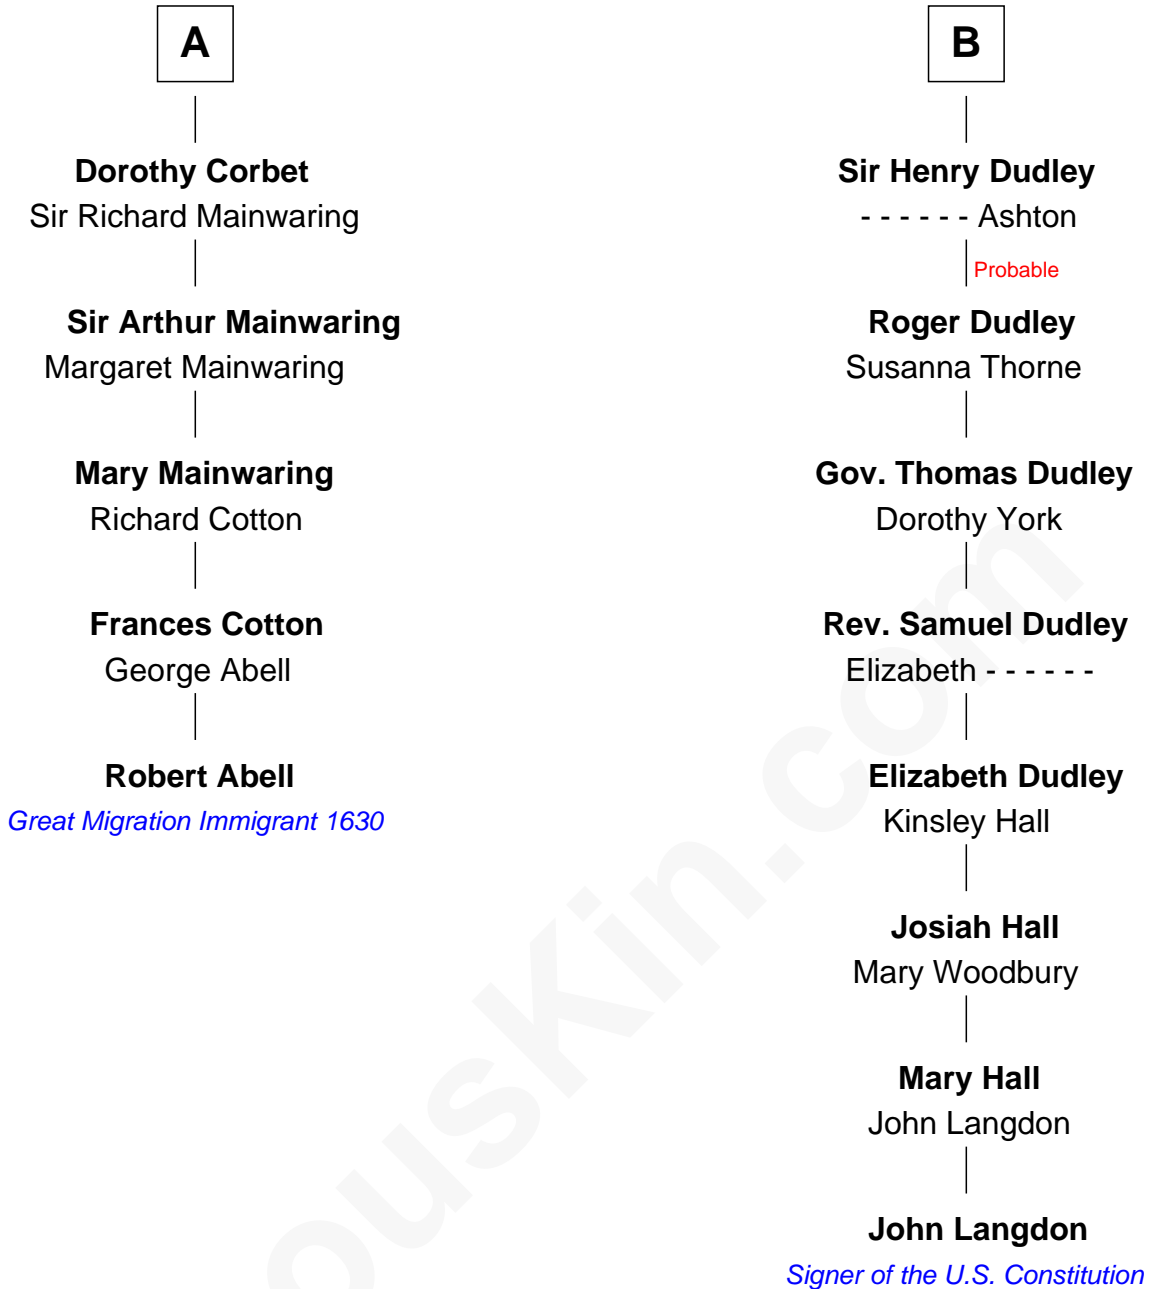 A
Dorothy Corbet
Sir Richard Mainwaring
Sir Arthur Mainwaring
Margaret Mainwaring
Mary Mainwaring
Richard Cotton
Frances Cotton
George Abell
Robert Abell
Great Migration Immigrant 1630
B
Sir Henry Dudley
- - - - - - Ashton
Probable
Roger Dudley
Susanna Thorne
Gov. Thomas Dudley
Dorothy York
Rev. Samuel Dudley
Elizabeth - - - - - -
Elizabeth Dudley
Kinsley Hall
Josiah Hall
Mary Woodbury
Mary Hall
John Langdon
John Langdon
Signer of the U.S. Constitution
ousKin.com